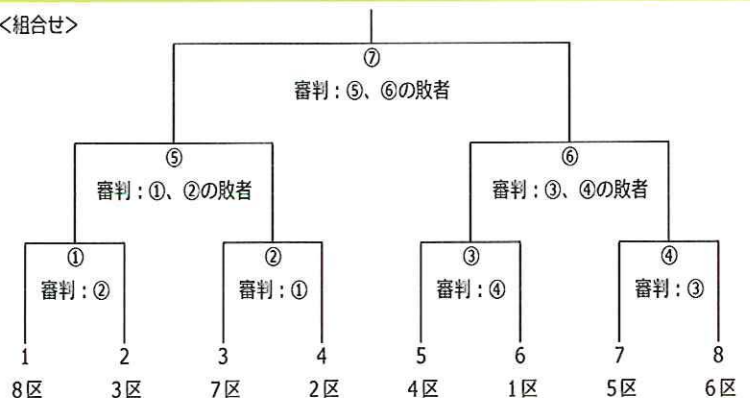 <組合せ>
⑦
審判：⑤、⑥の敗者
⑤
審判：①、②の敗者
⑥
審判：③、④の敗者
①
審判：②
②
審判：①
③
審判：④
④
審判：③
1 2 3 4 5 6 7 8
8区 3区 7区 2区 4区 1区 5区 6区